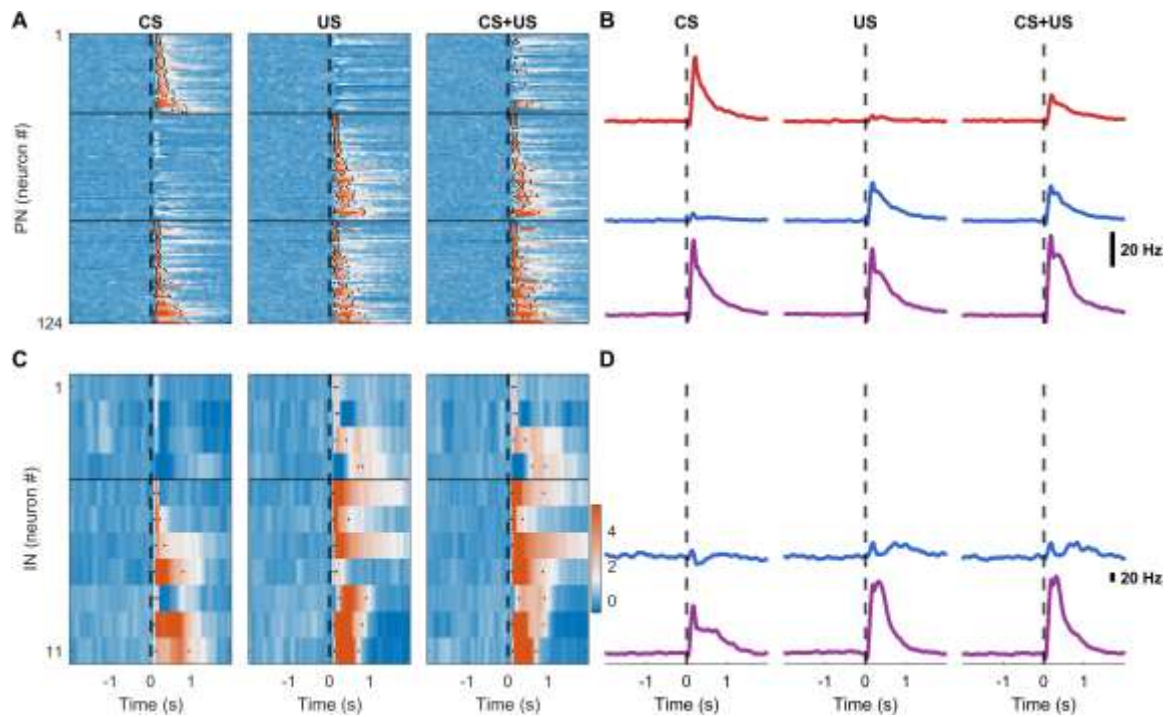 A CS US CS+US B CS US CS+US
1
PN (neuron #)
20 Hz
124
C D
1
IN (neuron #)
4
2
0
20 Hz
11
-1 0 1 -1 0 1 -1 0 1 -1 0 1 -1 0 1 -1 0 1
Time (s) Time (s) Time (s) Time (s) Time (s) Time (s)